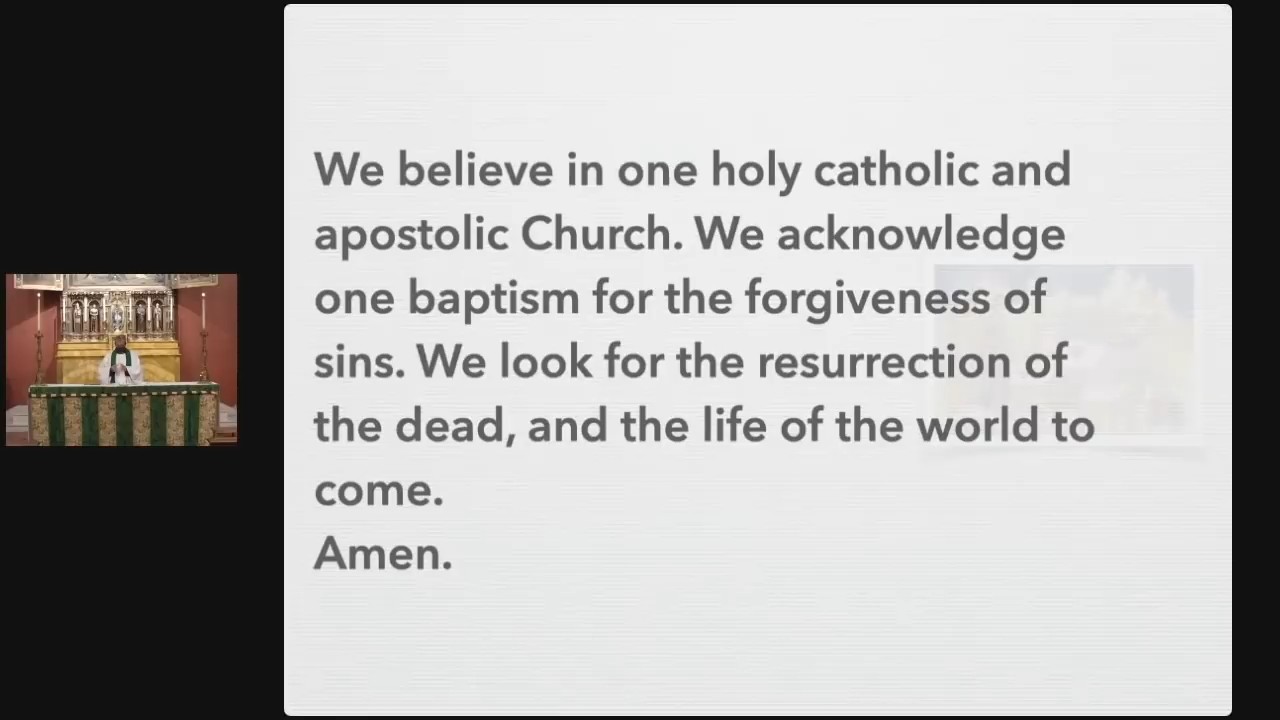 We believe in one holy catholic and
apostolic Church. We acknowledge
one baptism for the forgiveness of
sins. We look for the resurrection of
the dead, and the life of the world to
come.
Amen.